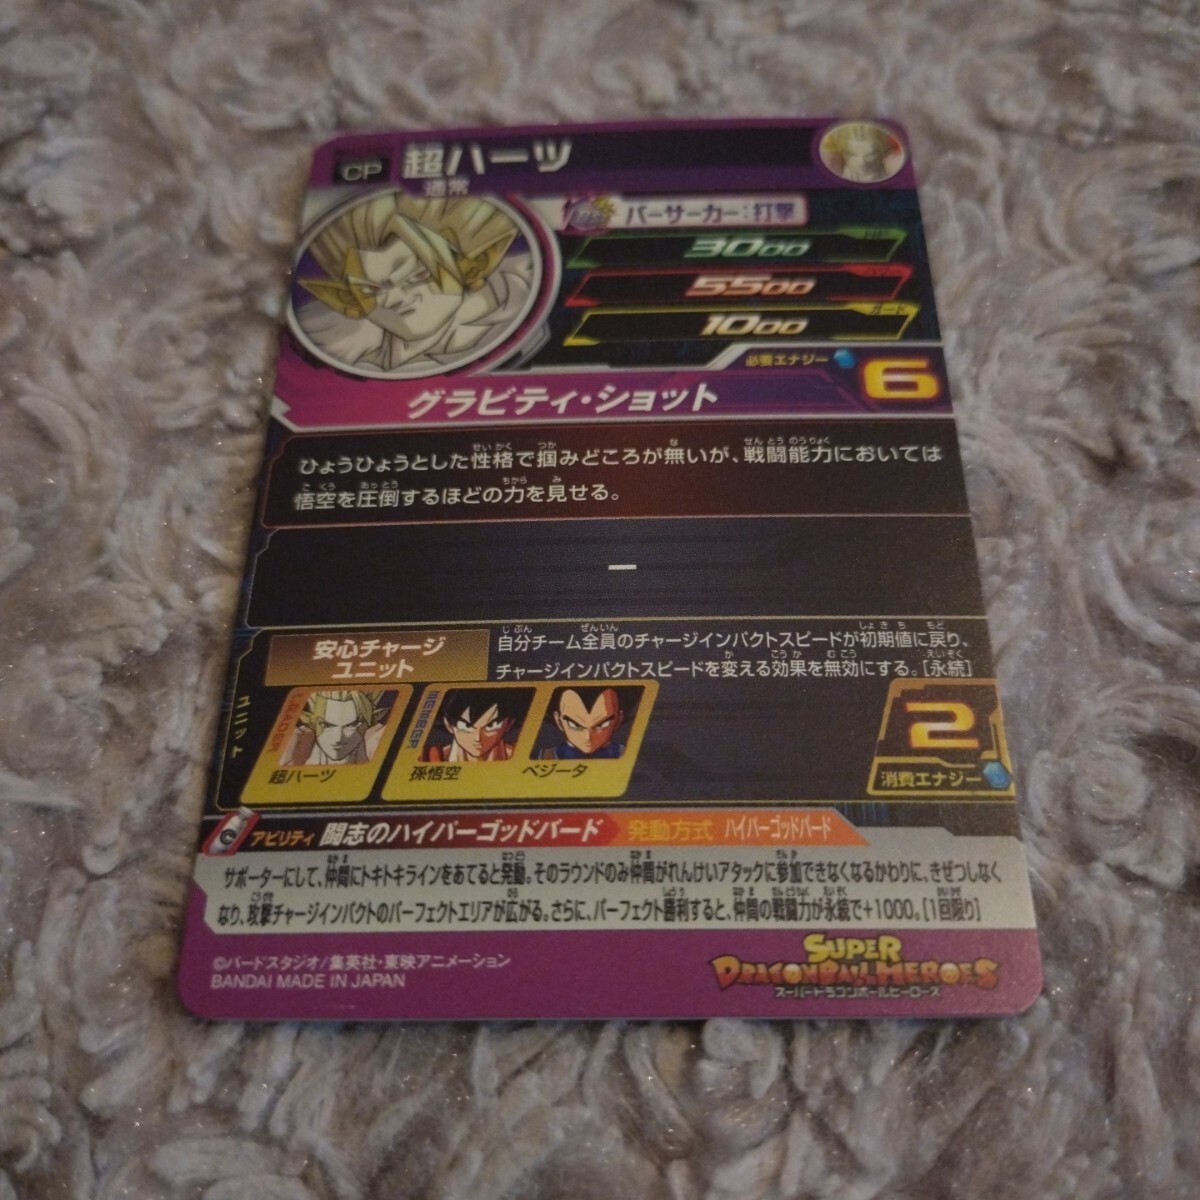 CP 超ハーツ
通常
バーサーカー:打撃
3000
パワー
5500
ガード
1000
必要エナジー 6
グラビティ・ショット
ひょうひょうとした性格で掴みどころが無いが、戦闘能力においては
悟空を圧倒するほどの力を見せる。
ー
安心チャージ
ユニット
自分チーム全員のチャージインパクトスピードが初期値に戻り、
チャージインパクトスピードを変える効果を無効にする。[永続]
ユニット
LEADER
超ハーツ
MEMBER
孫悟空
ベジータ
2
消費エナジー
アビリティ 闘志のハイパーゴッドバード 発動方式 ハイパーゴッドバード
サポーターにして、仲間にトキトキラインをあてると発動。そのラウンドのみ仲間がれんけいアタックに参加できなくなるかわりに、きぜつしなく
なり、攻撃チャージインパクトのパーフェクトエリアが広がる。さらに、パーフェクト勝利すると、仲間の戦闘力が永続で+1000。[1回限り]
©バードスタジオ/集英社・東映アニメーション
BANDAI MADE IN JAPAN
SUPER
DRAGONBALL HEROES
スーパードラゴンボールヒーローズ